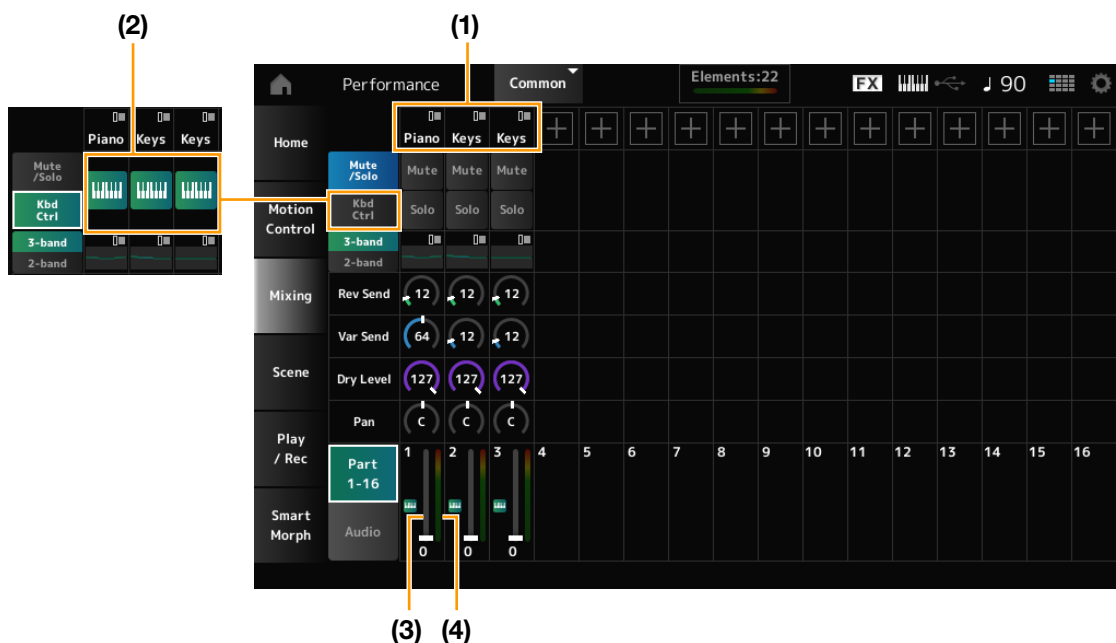 (2)
(1)
Performance
Common
Elements:22
FX
♩ 90
Piano Keys Keys
Mute
/Solo
Kbd
Ctrl
3-band
2-band
Home
Motion
Control
Mixing
Scene
Play
/ Rec
Smart
Morph
Piano Keys Keys
Mute
/Solo
Mute Mute Mute
Kbd
Ctrl
Solo Solo Solo
3-band
2-band
Rev Send 12 12 12
Var Send 64 12 12
Dry Level 127 127 127
Pan C C C
Part
1-16
1 2 3 4 5 6 7 8 9 10 11 12 13 14 15 16
Audio
0 0 0
(3) (4)